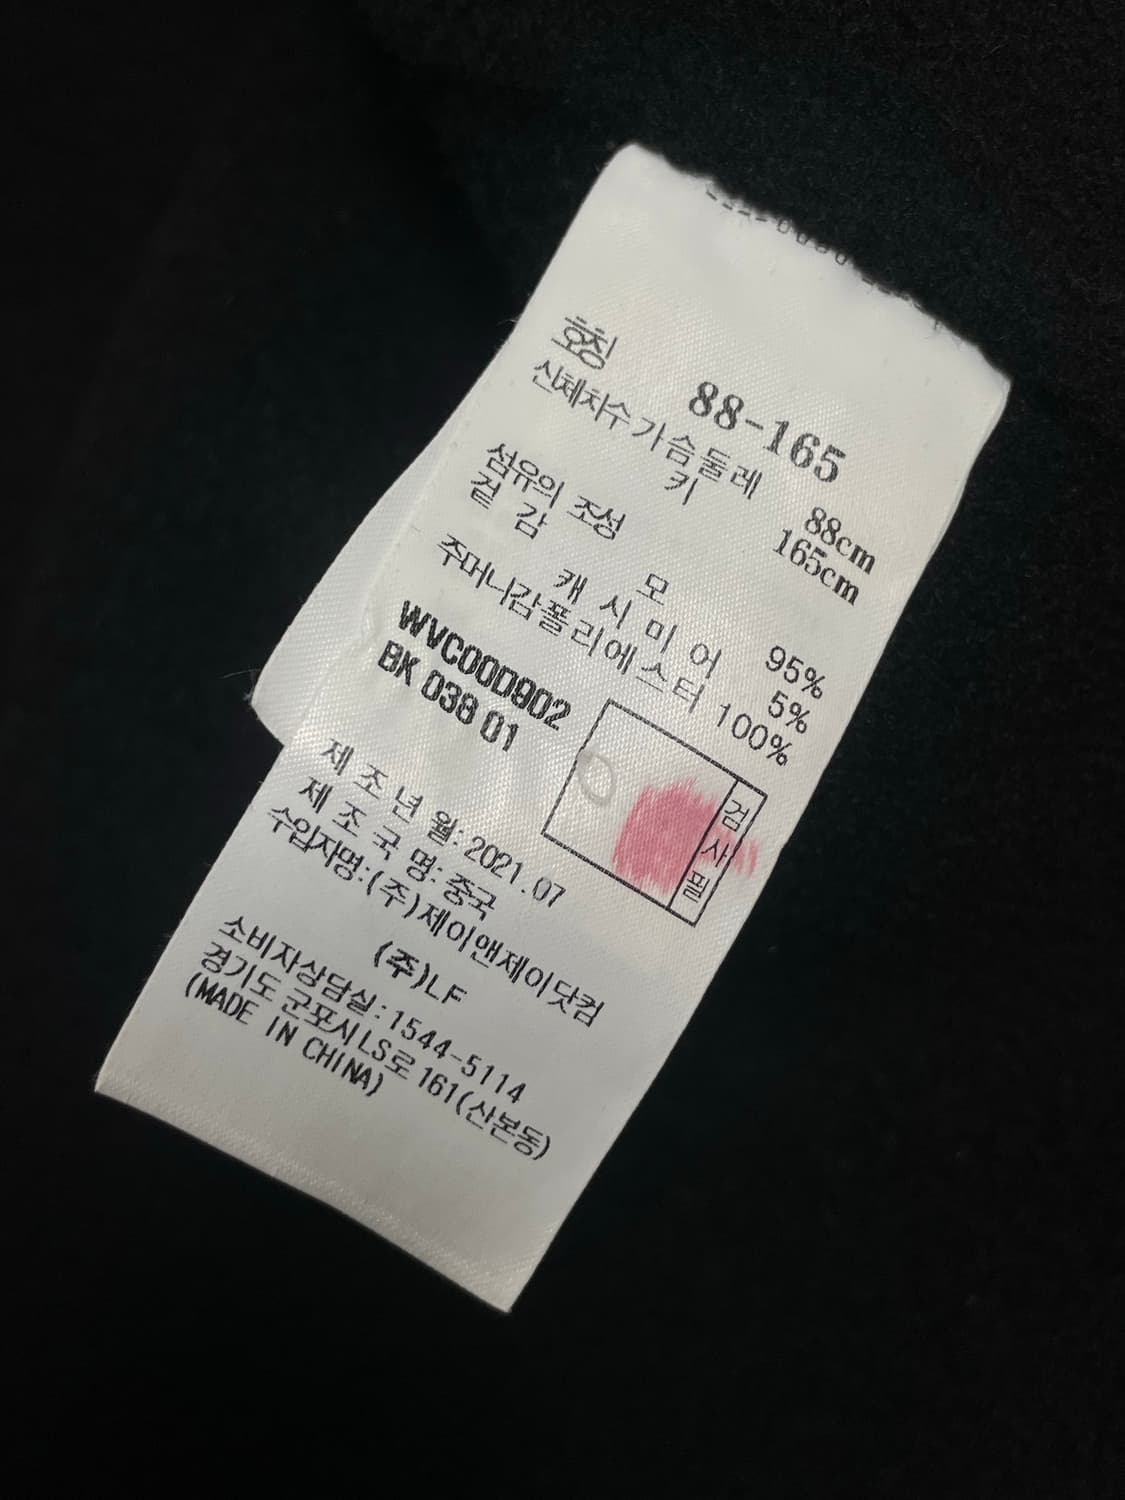 호칭 88-165
신체치수 가슴둘레 88cm
키 165cm
섬유의 조성
겉 감 모 95%
캐 시 미 어 5%
주머니감 폴리에스터 100%
WVCOOD902
BK 038 01
검사필
제 조 년 월: 2021.07
제 조 국 명: 중국
수입자명:(주)제이앤제이닷컴
(주)LF
소비자상담실:1544-5114
경기도 군포시 LS로 161(산본동)
(MADE IN CHINA)